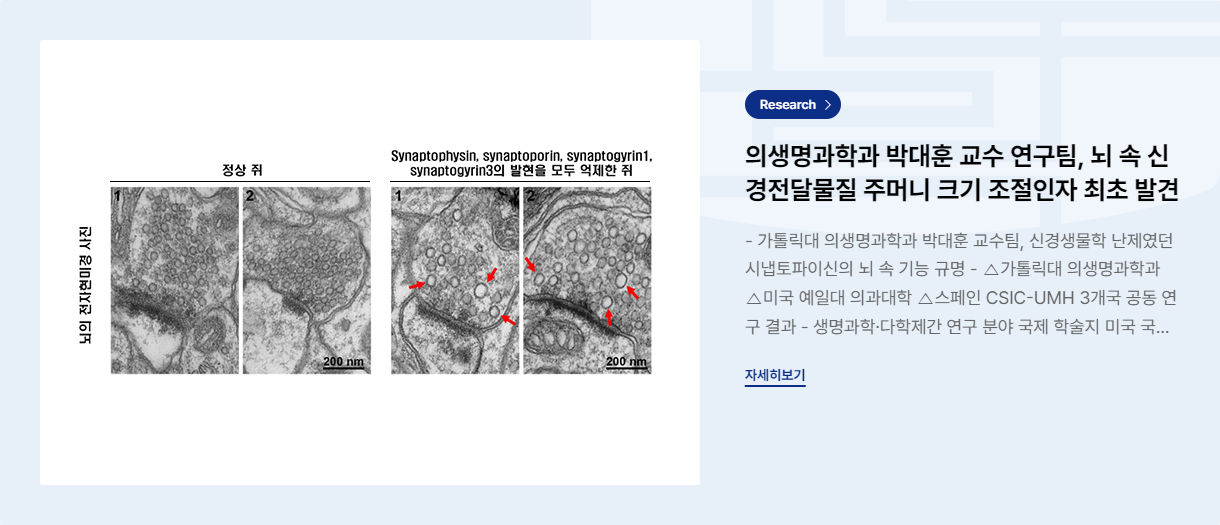 정상 쥐
Synaptophysin, synaptoporin, synaptogyrin1,
synaptogyrin3의 발현을 모두 억제한 쥐
뇌의 전자현미경 사진
1
2
200 nm
1
2
200 nm
Research
의생명과학과 박대훈 교수 연구팀, 뇌 속 신
경전달물질 주머니 크기 조절인자 최초 발견
- 가톨릭대 의생명과학과 박대훈 교수팀, 신경생물학 난제였던
시냅토파이신의 뇌 속 기능 규명 - △가톨릭대 의생명과학과
△미국 예일대 의과대학 △스페인 CSIC-UMH 3개국 공동 연
구 결과 - 생명과학·다학제간 연구 분야 국제 학술지 미국 국...
자세히보기